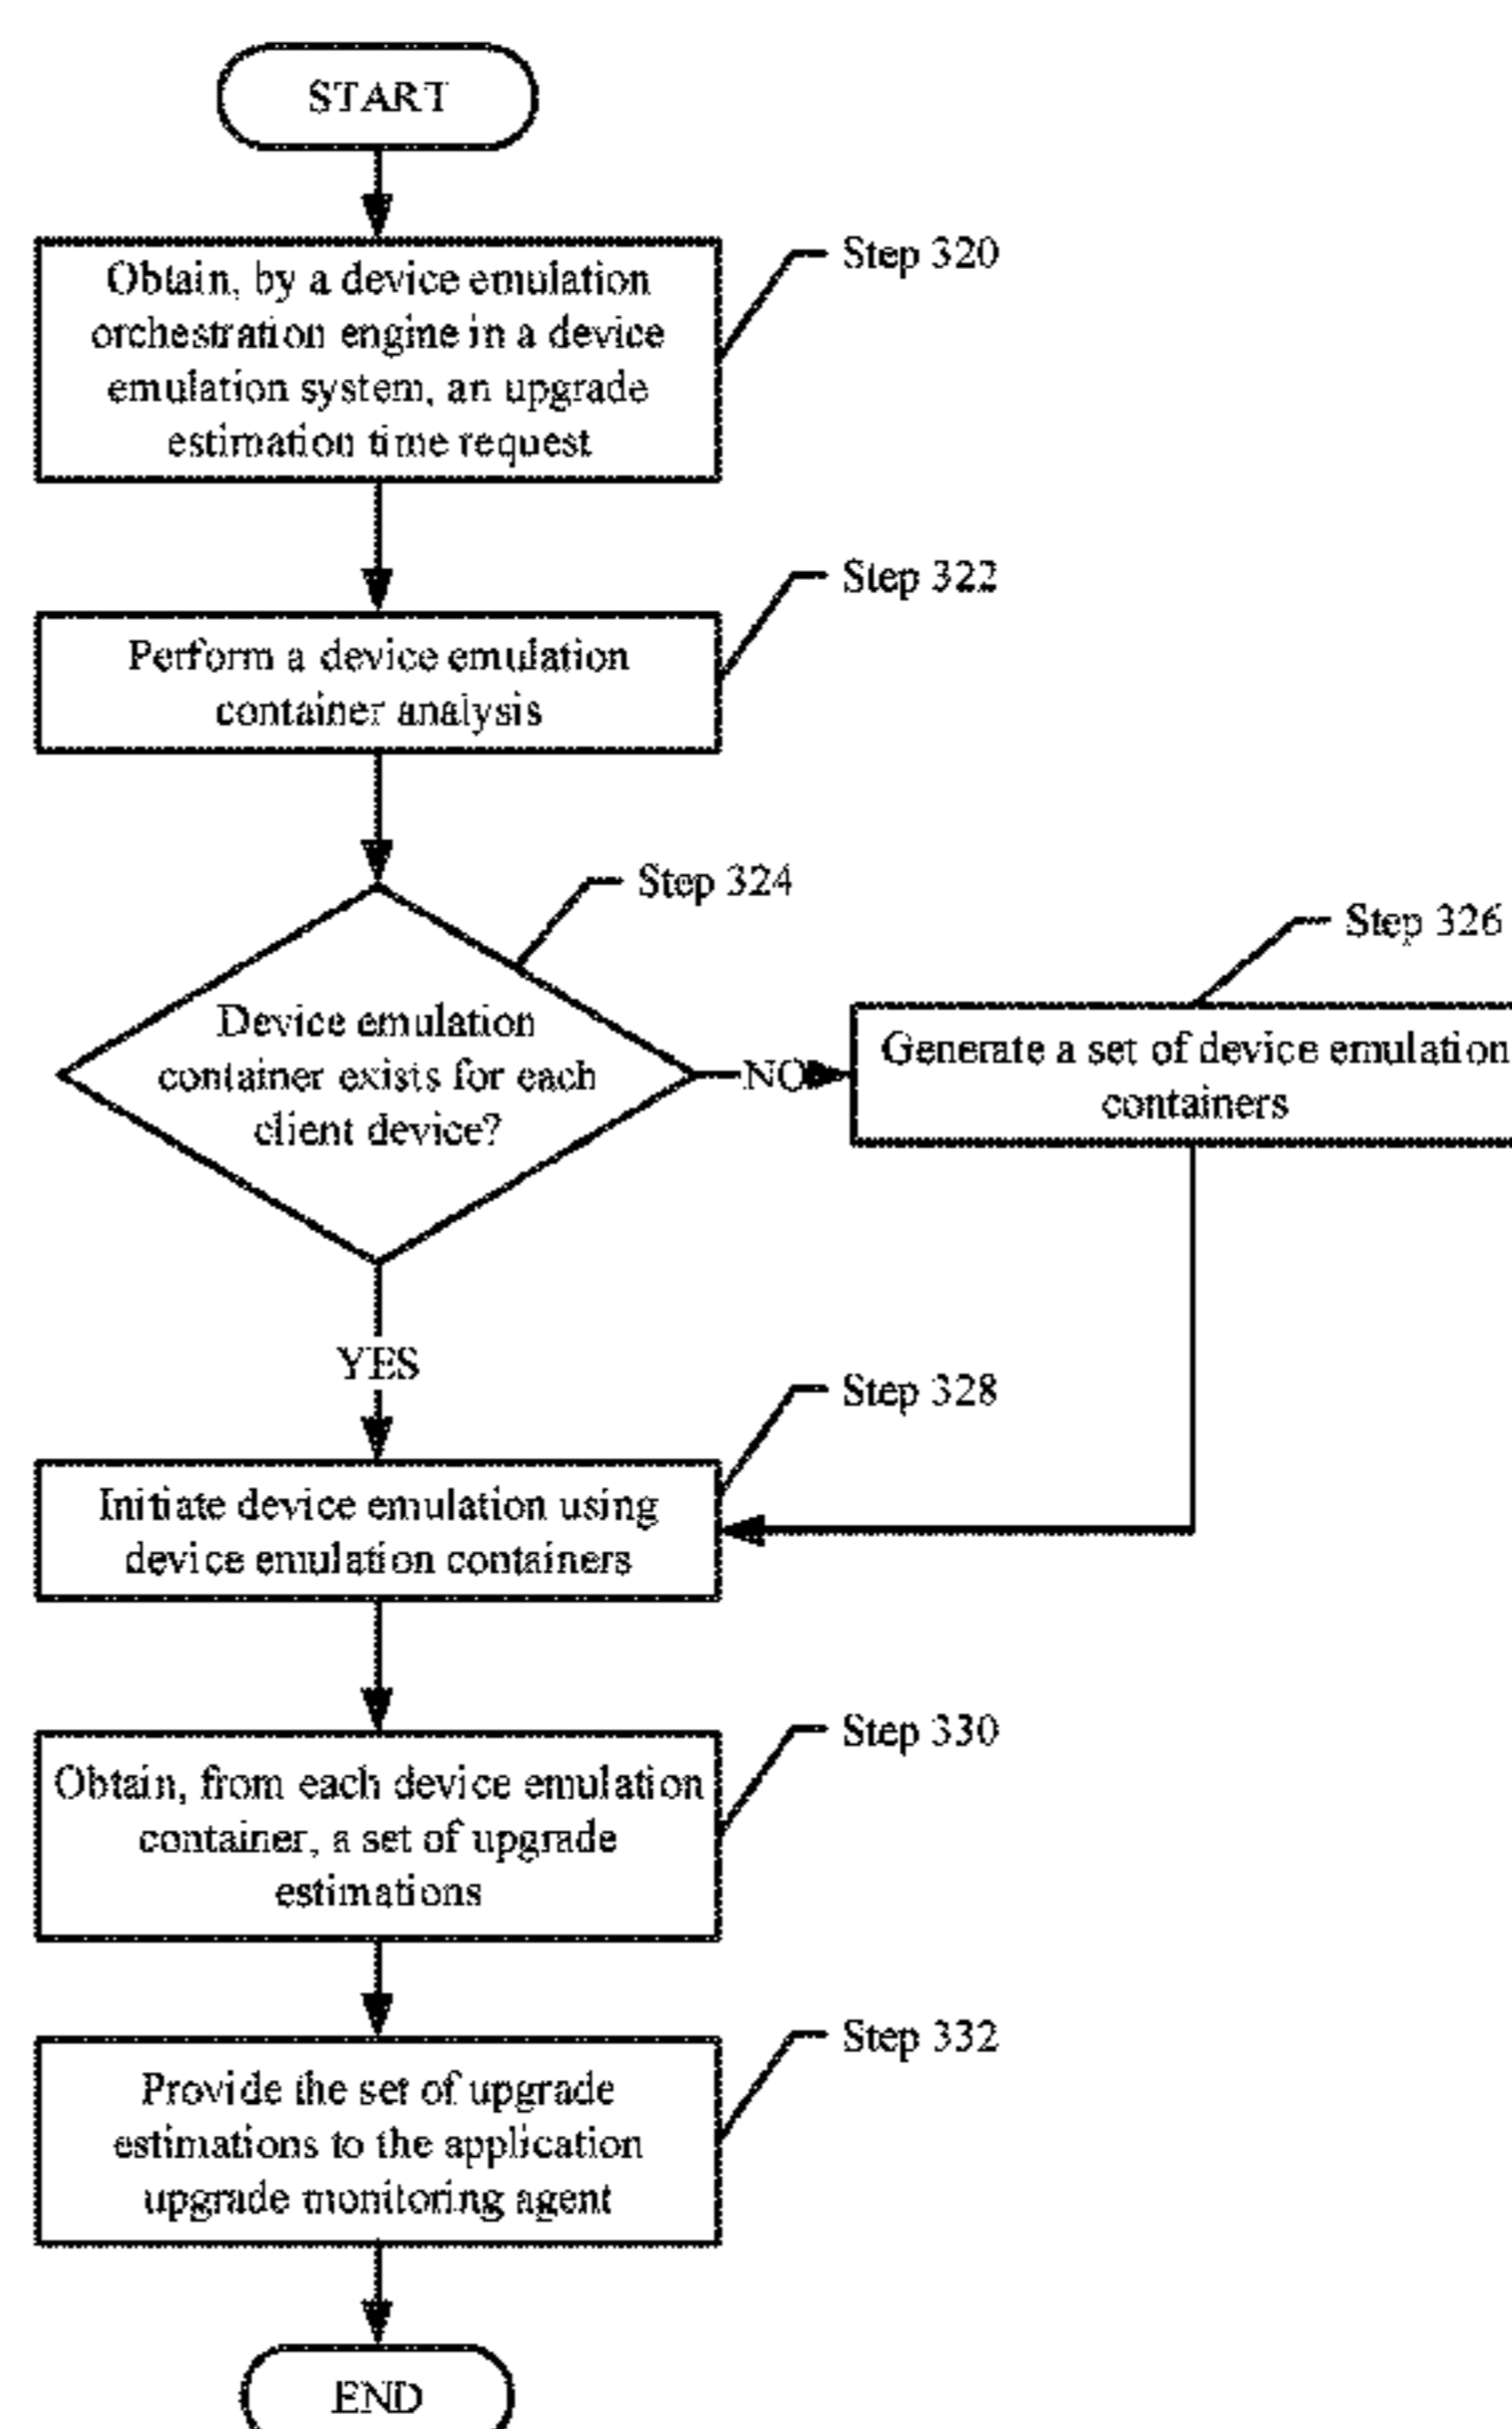 START
Step 320
Obtain, by a device emulation
orchestration engine in a device
emulation system, an upgrade
estimation time request
Step 322
Perform a device emulation
container analysis
Step 324
Device emulation
container exists for each
client device?
NO
Step 326
Generate a set of device emulation
containers
YES
Step 328
Initiate device emulation using
device emulation containers
Step 330
Obtain, from each device emulation
container, a set of upgrade
estimations
Step 332
Provide the set of upgrade
estimations to the application
upgrade monitoring agent
END